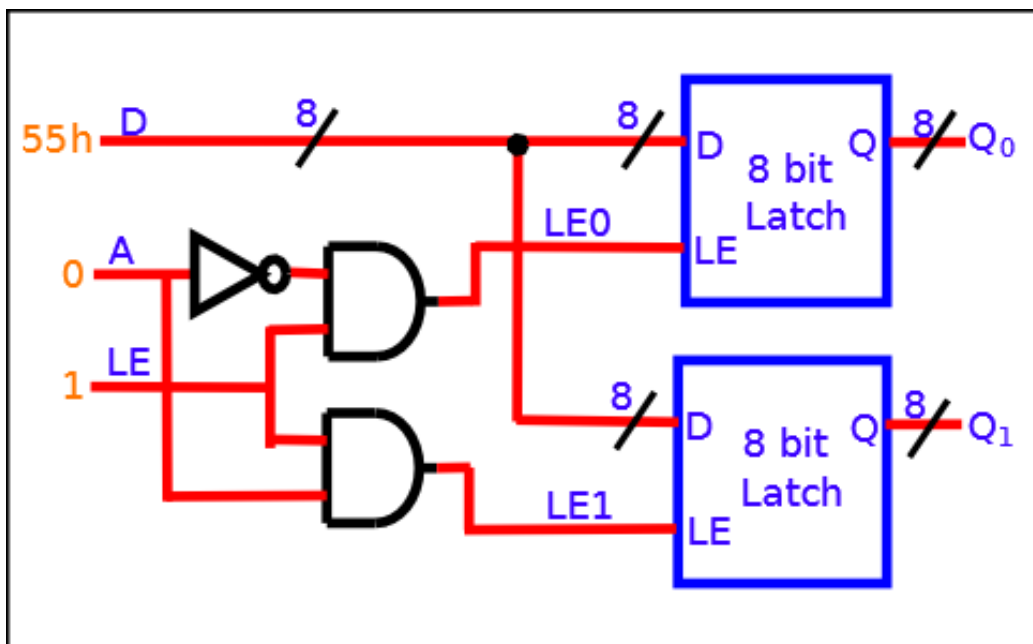 55h D 8 8 D Q 8 Q₀
8 bit
Latch
LE0 LE
A
0
LE
1
8 D Q 8 Q₁
8 bit
Latch
LE1 LE